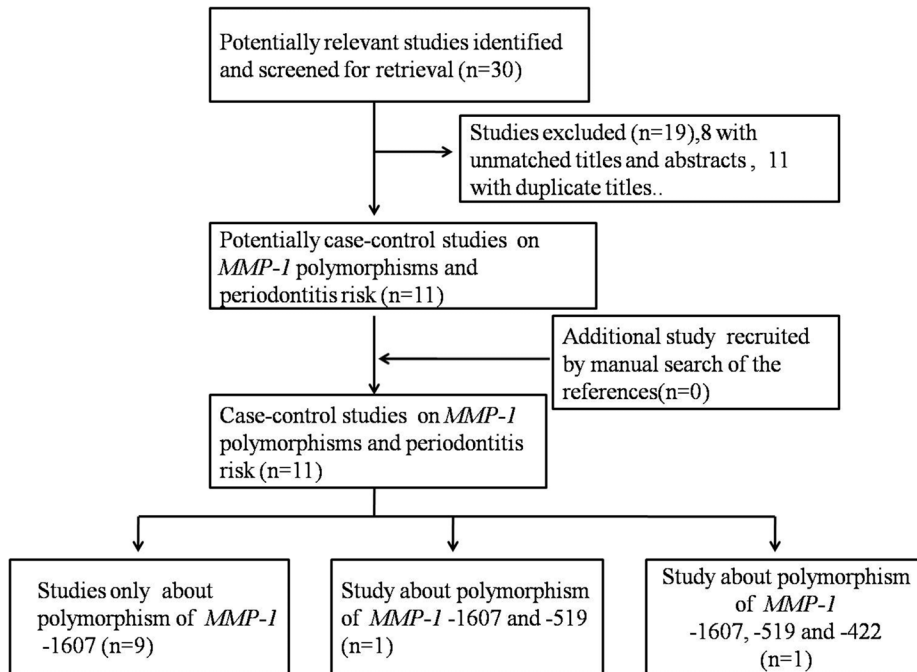 Potentially relevant studies identified
and screened for retrieval (n=30)
Studies excluded (n=19),8 with
unmatched titles and abstracts , 11
with duplicate titles..
Potentially case-control studies on
MMP-1 polymorphisms and
periodontitis risk (n=11)
Additional study recruited
by manual search of the
references(n=0)
Case-control studies on MMP-1
polymorphisms and periodontitis
risk (n=11)
Studies only about
polymorphism of MMP-1
-1607 (n=9)
Study about polymorphism
of MMP-1 -1607 and -519
(n=1)
Study about polymorphism
of MMP-1
-1607, -519 and -422
(n=1)